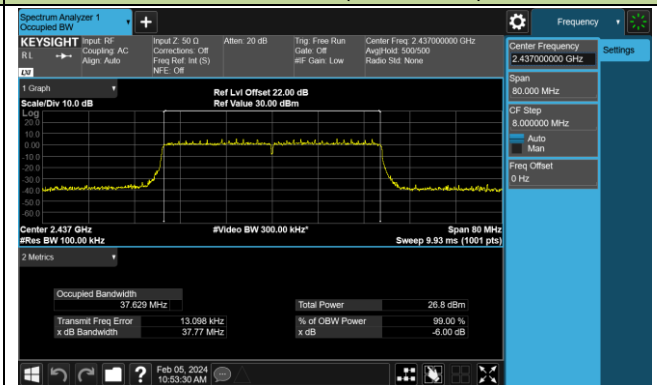 Spectrum Analyzer 1
Occupied BW
+
Frequency
KEYSIGHT
RL
LXI
Input: RF
Coupling: AC
Align: Auto
Input Z: 50 Ω
Corrections: Off
Freq Ref: Int (S)
NFE: Off
Atten: 20 dB
Trig: Free Run
Gate: Off
#IF Gain: Low
Center Freq: 2.437000000 GHz
Avg|Hold: 500/500
Radio Std: None
Center Frequency
2.437000000 GHz
Settings
Span
80.000 MHz
CF Step
8.000000 MHz
Auto
Man
Freq Offset
0 Hz
1 Graph
Scale/Div 10.0 dB
Ref Lvl Offset 22.00 dB
Ref Value 30.00 dBm
Log
20.0
10.0
0.00
-10.0
-20.0
-30.0
-40.0
-50.0
-60.0
Center 2.437 GHz
#Video BW 300.00 kHz*
Span 80 MHz
#Res BW 100.00 kHz
Sweep 9.93 ms (1001 pts)
2 Metrics
Occupied Bandwidth
37.629 MHz
Total Power 26.8 dBm
Transmit Freq Error 13.098 kHz
% of OBW Power 99.00 %
x dB Bandwidth 37.77 MHz
x dB -6.00 dB
?
Feb 05, 2024
10:53:30 AM